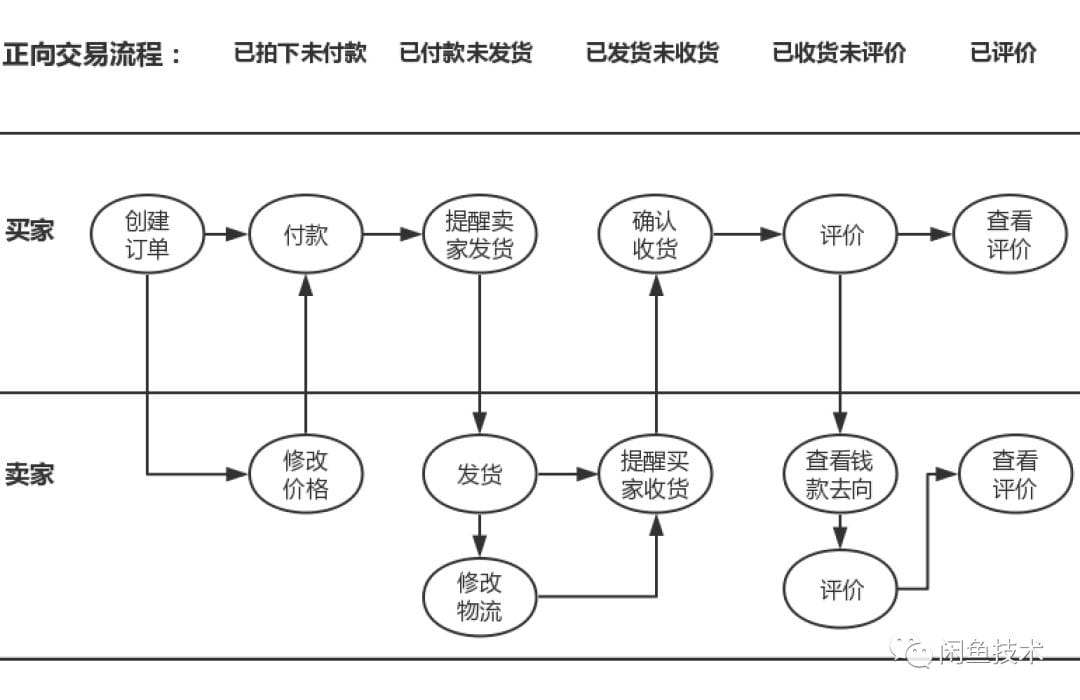 正向交易流程： 已拍下未付款 已付款未发货 已发货未收货 已收货未评价 已评价
买家
创建
订单
付款
提醒卖
家发货
确认
收货
评价
查看
评价
卖家
修改
价格
发货
提醒买
家收货
查看钱
款去向
查看
评价
修改
物流
评价
闲鱼技术